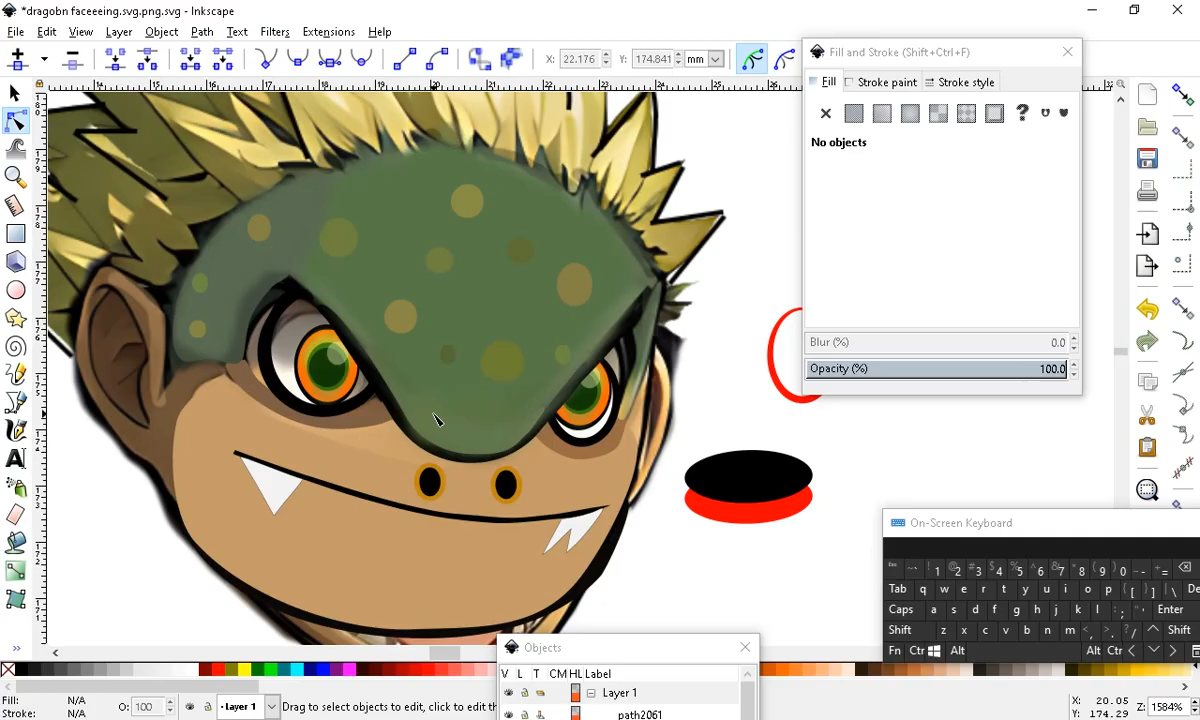 *dragobn faceeeing.svg.png.svg - Inkscape
File Edit View Layer Object Path Text Filters Extensions Help
X: 22.176 Y: 174.841 mm
Fill and Stroke (Shift+Ctrl+F)
Fill Stroke paint Stroke style
No objects
Blur (%) 0.0
Opacity (%) 100.0
On-Screen Keyboard
Tab q w e r t y u i o p
Caps a s d f g h j k l Enter
Shift z x c v b n m Shift
Fn Ctr Alt Alt Ctr
Objects
V L T CM HL Label
Layer 1
path2061
Fill: N/A
Stroke: N/A
O: 100
Layer 1
Drag to select objects to edit, click to edit th
X: 20.05
Y: 174.29
Z: 1584%